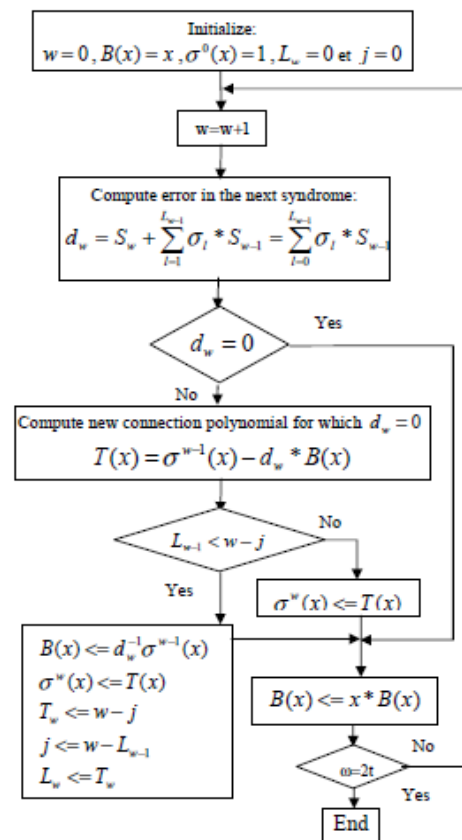 Initialize:
w=0, B(x)=x, σ⁰(x)=1, L_w=0 et j=0
w=w+1
Compute error in the next syndrome:
d_w = S_w + ∑_{l=1}^{L_{w-1}} σ_l * S_{w-1} = ∑_{l=0}^{L_{w-1}} σ_l * S_{w-1}
d_w = 0
Yes
No
Compute new connection polynomial for which d_w = 0
T(x) = σ^{w-1}(x) − d_w * B(x)
L_{w-1} < w − j
No
Yes
σ^w(x) <= T(x)
B(x) <= d_w^{-1} σ^{w-1}(x)
σ^w(x) <= T(x)
T_w <= w − j
j <= w − L_{w-1}
L_w <= T_w
B(x) <= x * B(x)
ω=2t
No
Yes
End